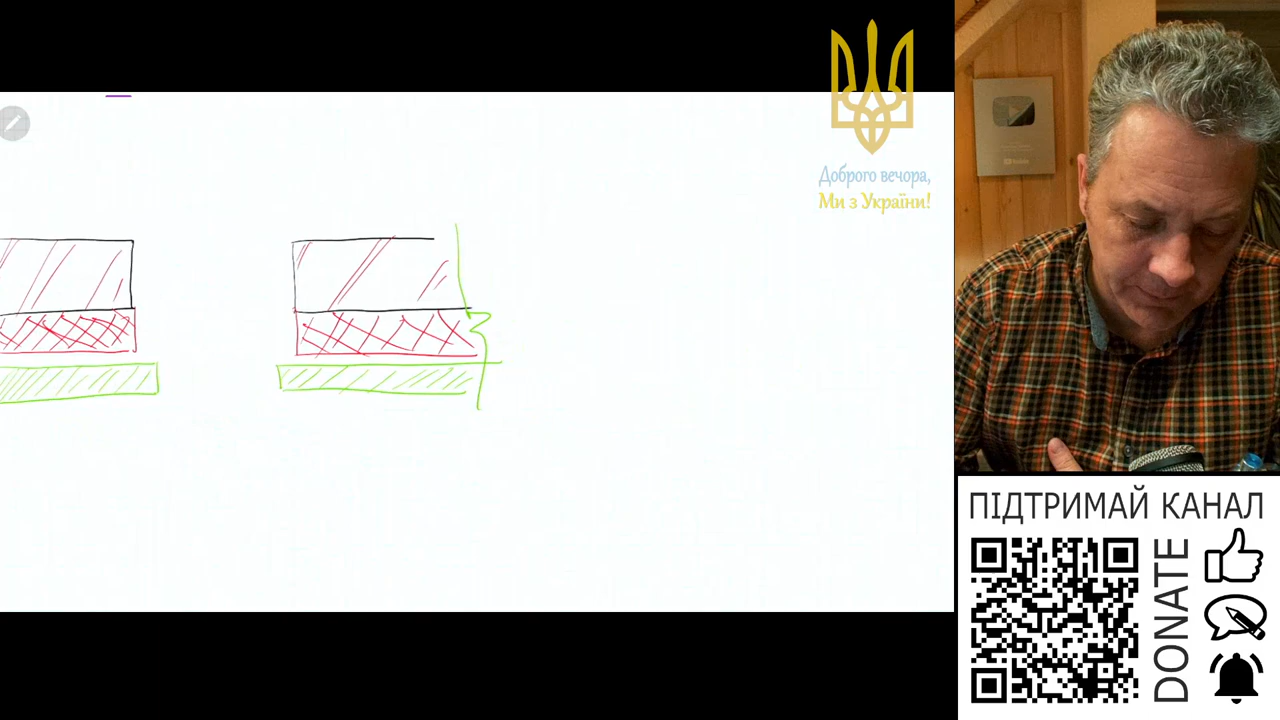 Доброго вечора,
Ми з України!
ПІДТРИМАЙ КАНАЛ
DONATE